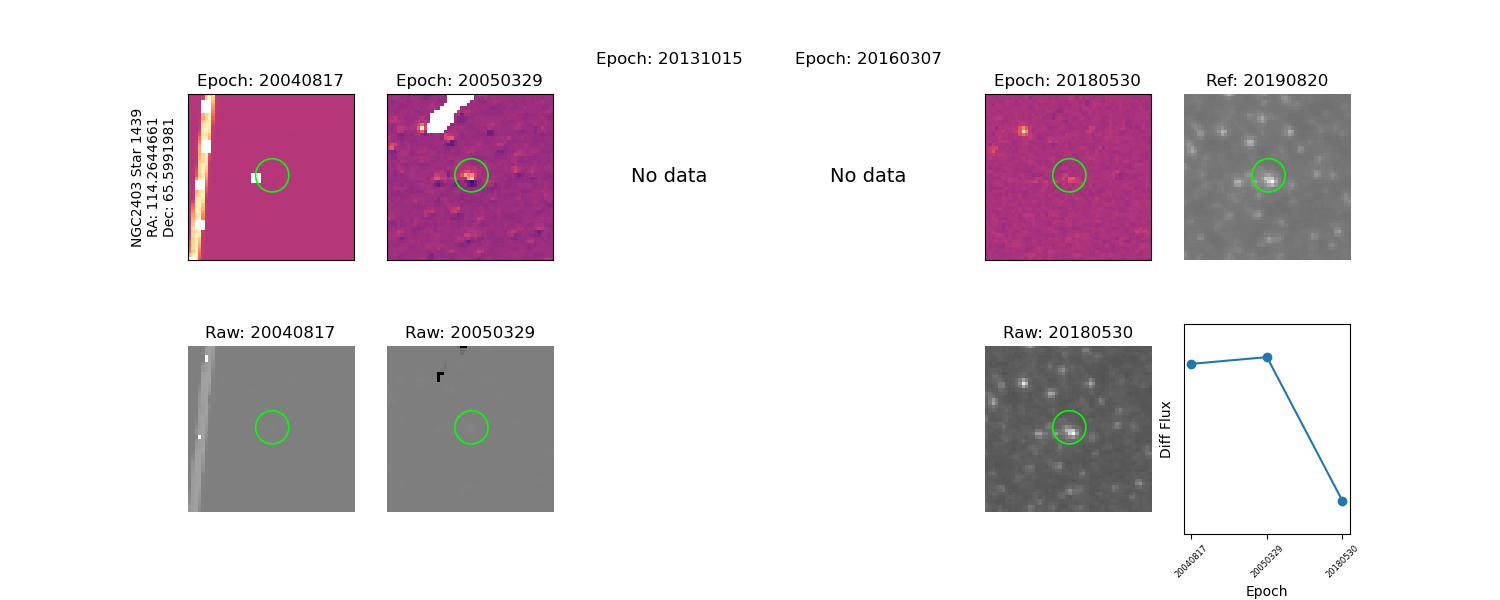 Epoch: 20040817
Epoch: 20050329
Epoch: 20131015
Epoch: 20160307
Epoch: 20180530
Ref: 20190820
NGC2403 Star 1439
RA: 114.2644661
Dec: 65.5991981
No data
No data
Raw: 20040817
Raw: 20050329
Raw: 20180530
Diff Flux
20040817
20050329
20180530
Epoch